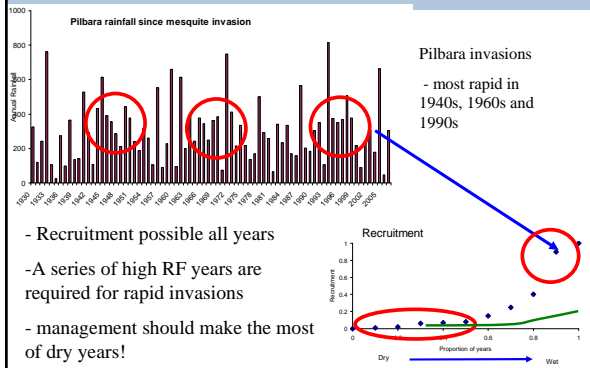 Pilbara rainfall since mesquite invasion
Annual Rainfall
1000
800
600
400
200
0
1930 1933 1936 1939 1942 1945 1948 1951 1954 1957 1960 1963 1966 1969 1972 1975 1978 1981 1984 1987 1990 1993 1996 1999 2002 2005
Pilbara invasions
- most rapid in
1940s, 1960s and
1990s
- Recruitment possible all years
-A series of high RF years are
required for rapid invasions
- management should make the most
of dry years!
Recruitment
Recruitment
1
0.8
0.6
0.4
0.2
0
0 0.6 0.8 1
Proportion of years
Dry Wet